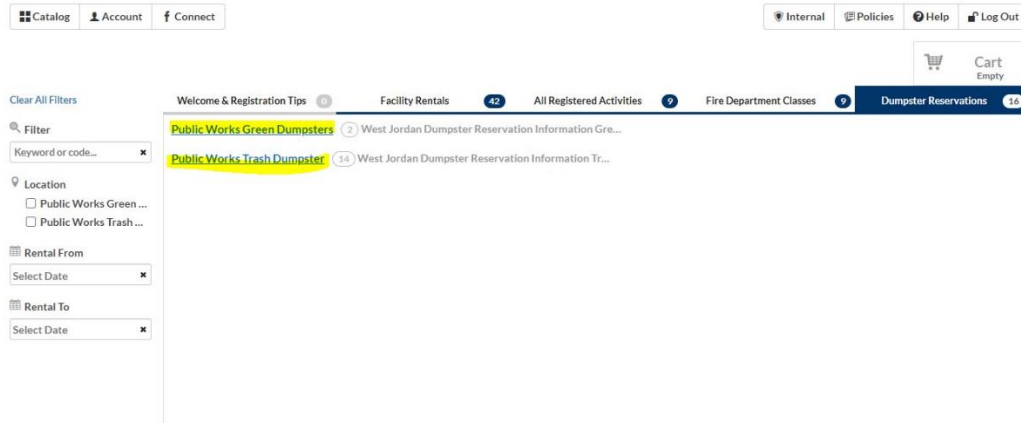 Catalog Account Connect Internal Policies Help Log Out
Cart
Empty
Clear All Filters
Welcome & Registration Tips 0 Facility Rentals 42 All Registered Activities 9 Fire Department Classes 9 Dumpster Reservations 16
Filter
Keyword or code...
Location
Public Works Green ...
Public Works Trash ...
Rental From
Select Date
Rental To
Select Date
Public Works Green Dumpsters 2 West Jordan Dumpster Reservation Information Gre...
Public Works Trash Dumpster 14 West Jordan Dumpster Reservation Information Tr...